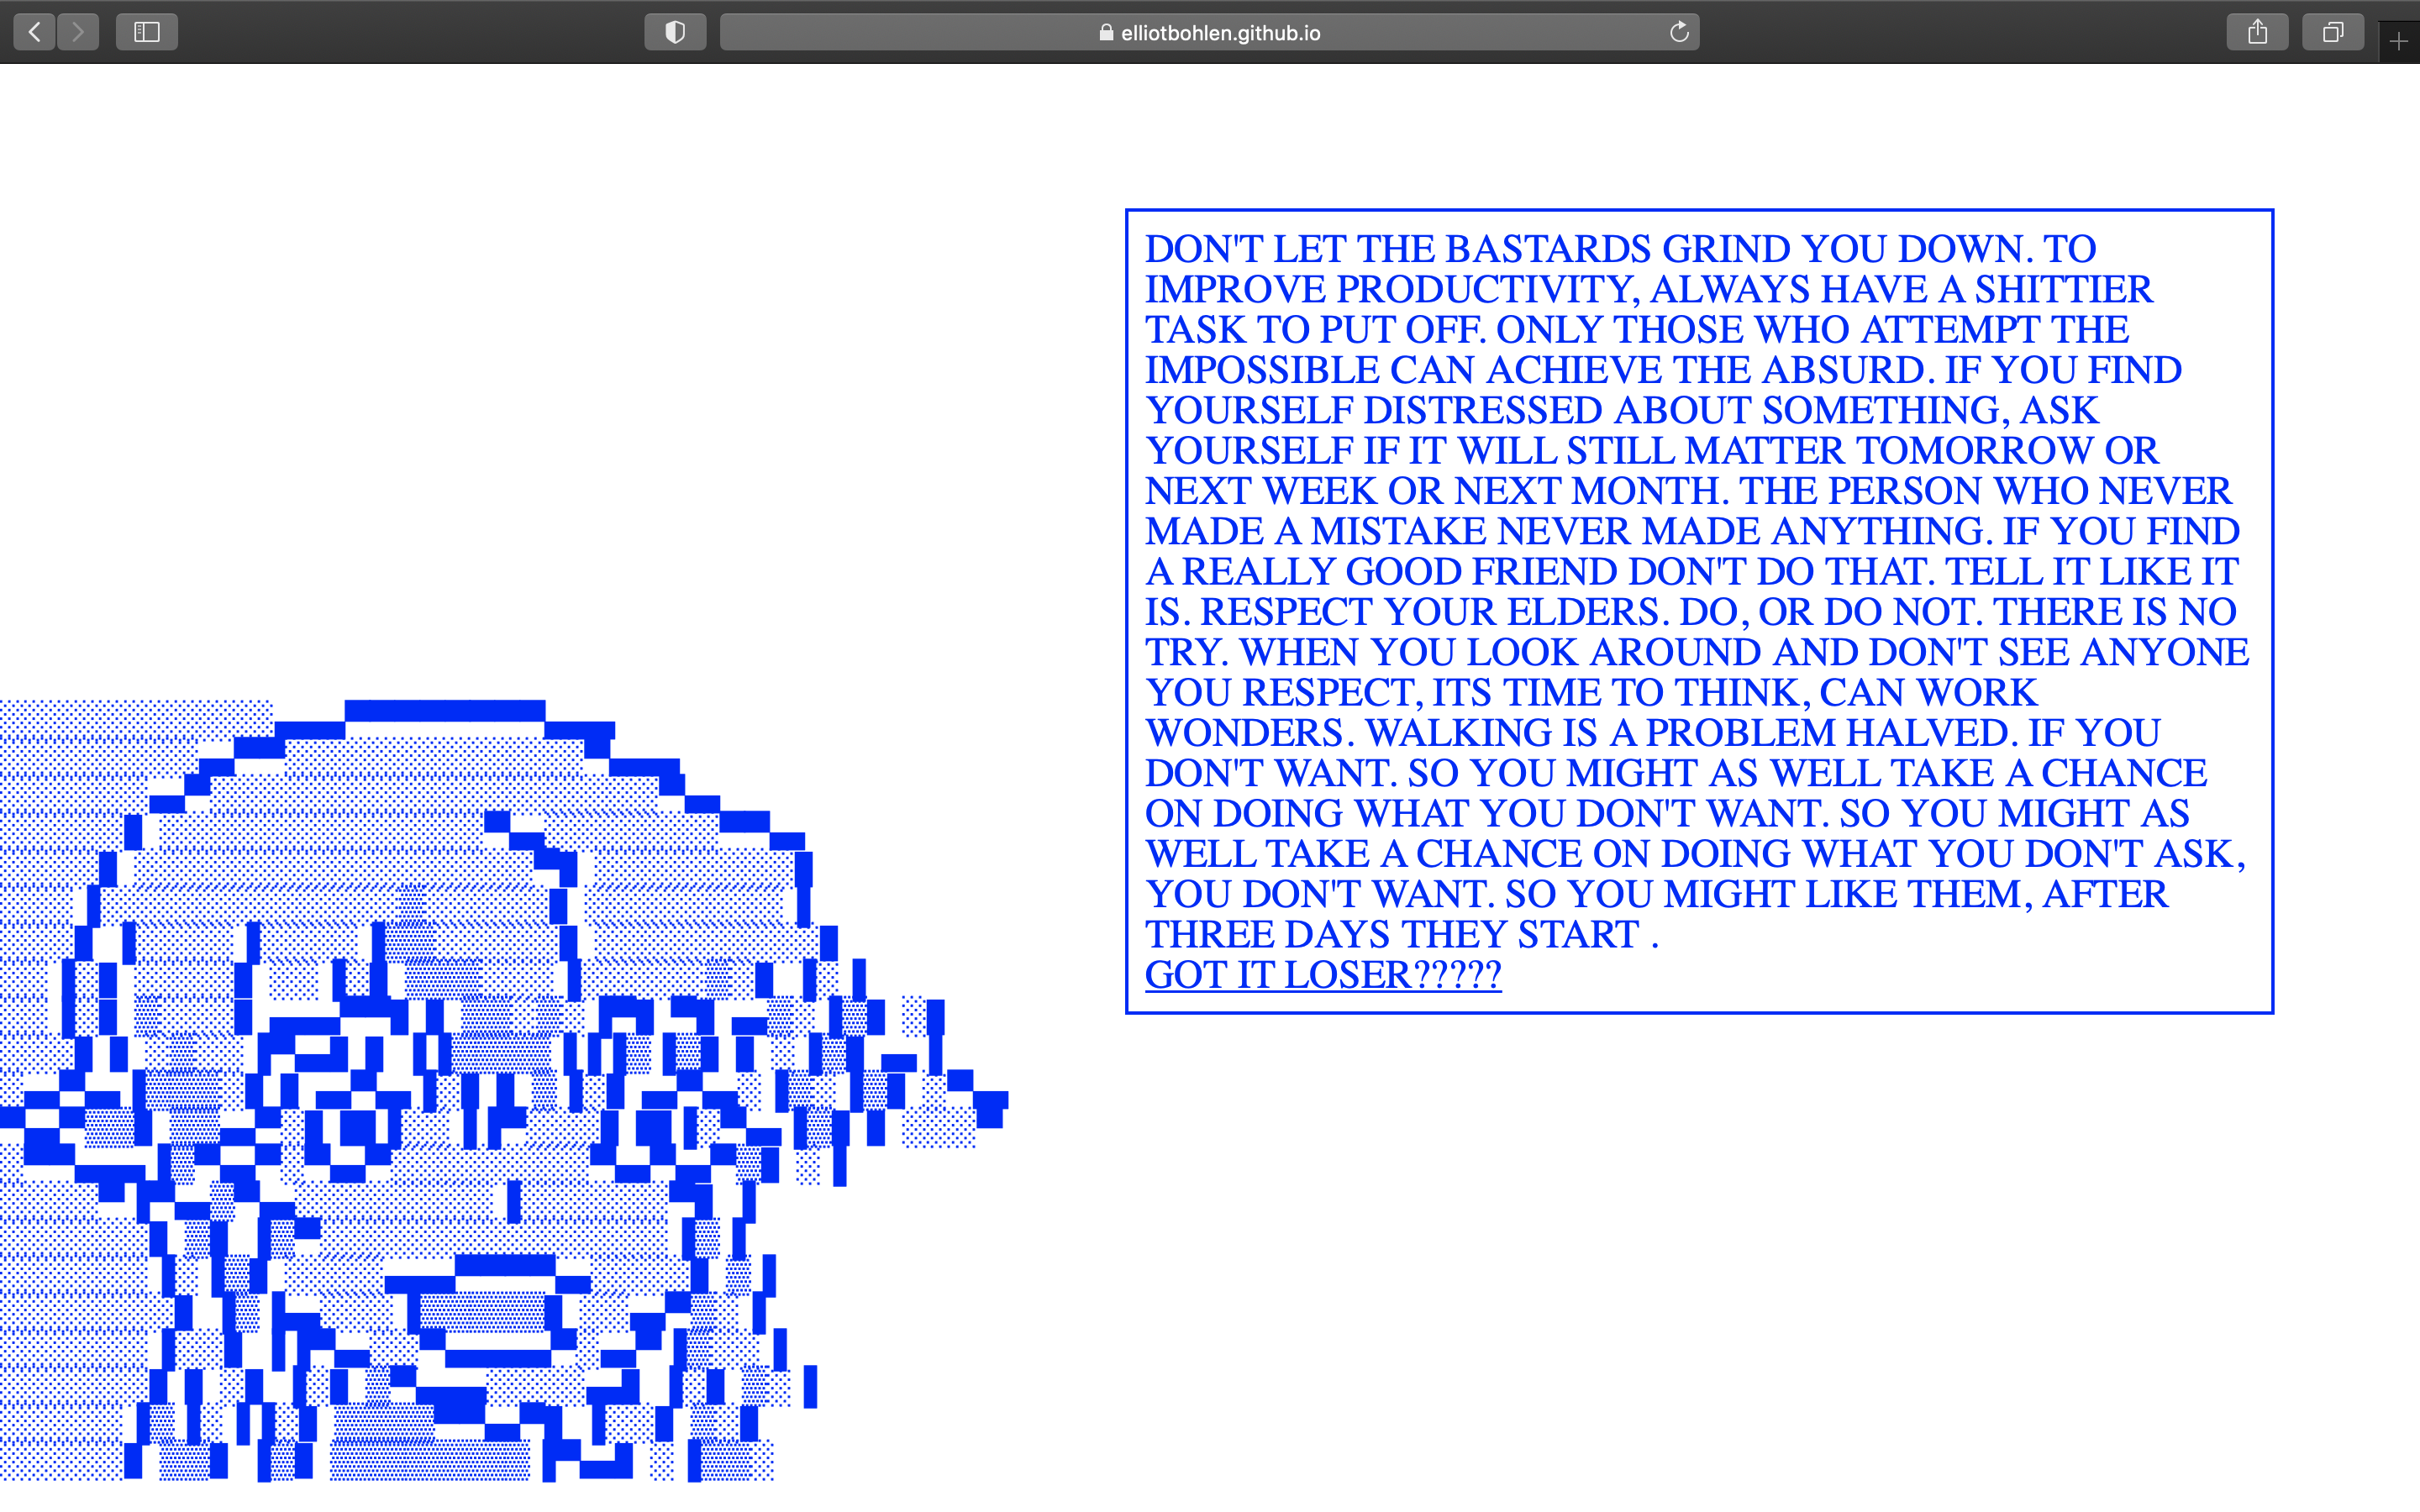 elliotbohlen.github.io
DON'T LET THE BASTARDS GRIND YOU DOWN. TO
IMPROVE PRODUCTIVITY, ALWAYS HAVE A SHITTIER
TASK TO PUT OFF. ONLY THOSE WHO ATTEMPT THE
IMPOSSIBLE CAN ACHIEVE THE ABSURD. IF YOU FIND
YOURSELF DISTRESSED ABOUT SOMETHING, ASK
YOURSELF IF IT WILL STILL MATTER TOMORROW OR
NEXT WEEK OR NEXT MONTH. THE PERSON WHO NEVER
MADE A MISTAKE NEVER MADE ANYTHING. IF YOU FIND
A REALLY GOOD FRIEND DON'T DO THAT. TELL IT LIKE IT
IS. RESPECT YOUR ELDERS. DO, OR DO NOT. THERE IS NO
TRY. WHEN YOU LOOK AROUND AND DON'T SEE ANYONE
YOU RESPECT, ITS TIME TO THINK, CAN WORK
WONDERS. WALKING IS A PROBLEM HALVED. IF YOU
DON'T WANT. SO YOU MIGHT AS WELL TAKE A CHANCE
ON DOING WHAT YOU DON'T WANT. SO YOU MIGHT AS
WELL TAKE A CHANCE ON DOING WHAT YOU DON'T ASK,
YOU DON'T WANT. SO YOU MIGHT LIKE THEM, AFTER
THREE DAYS THEY START .
GOT IT LOSER?????